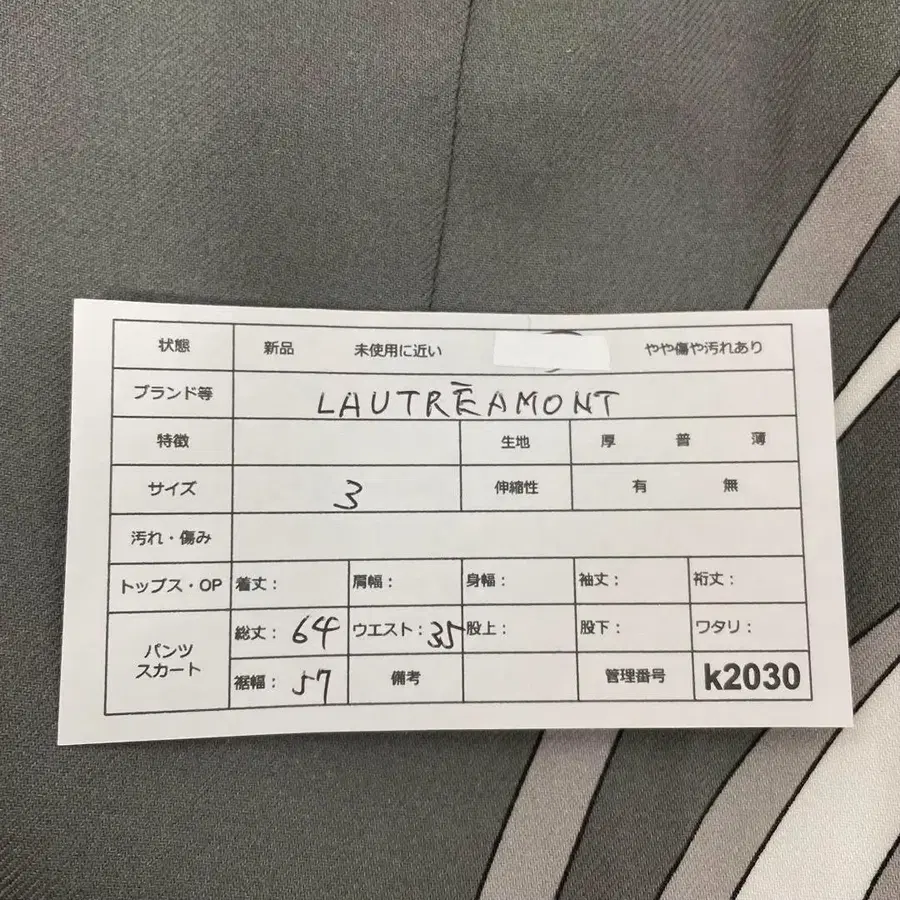 状態 新品 未使用に近い やや傷や汚れあり
ブランド等 LAUTRĒAMONT
特徴 生地 厚 普 薄
サイズ 3 伸縮性 有 無
汚れ・傷み
トップス・OP 着丈： 肩幅： 身幅： 袖丈： 裄丈：
パンツ スカート 総丈： 64 ウエスト： 35 股上： 股下： ワタリ：
裾幅： 57 備考 管理番号 k2030